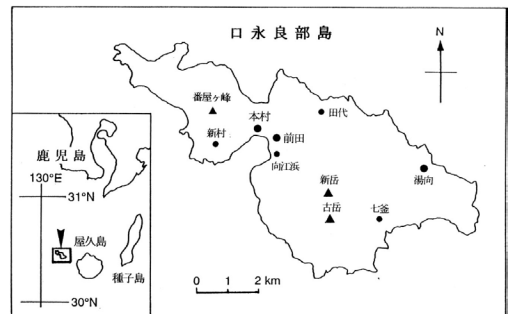 口永良部島
N
番屋ヶ峰
本村
田代
前田
新村
向江浜
湯向
新岳
古岳
七釜
0 1 2 km
鹿児島
130°E
31°N
屋久島
種子島
30°N